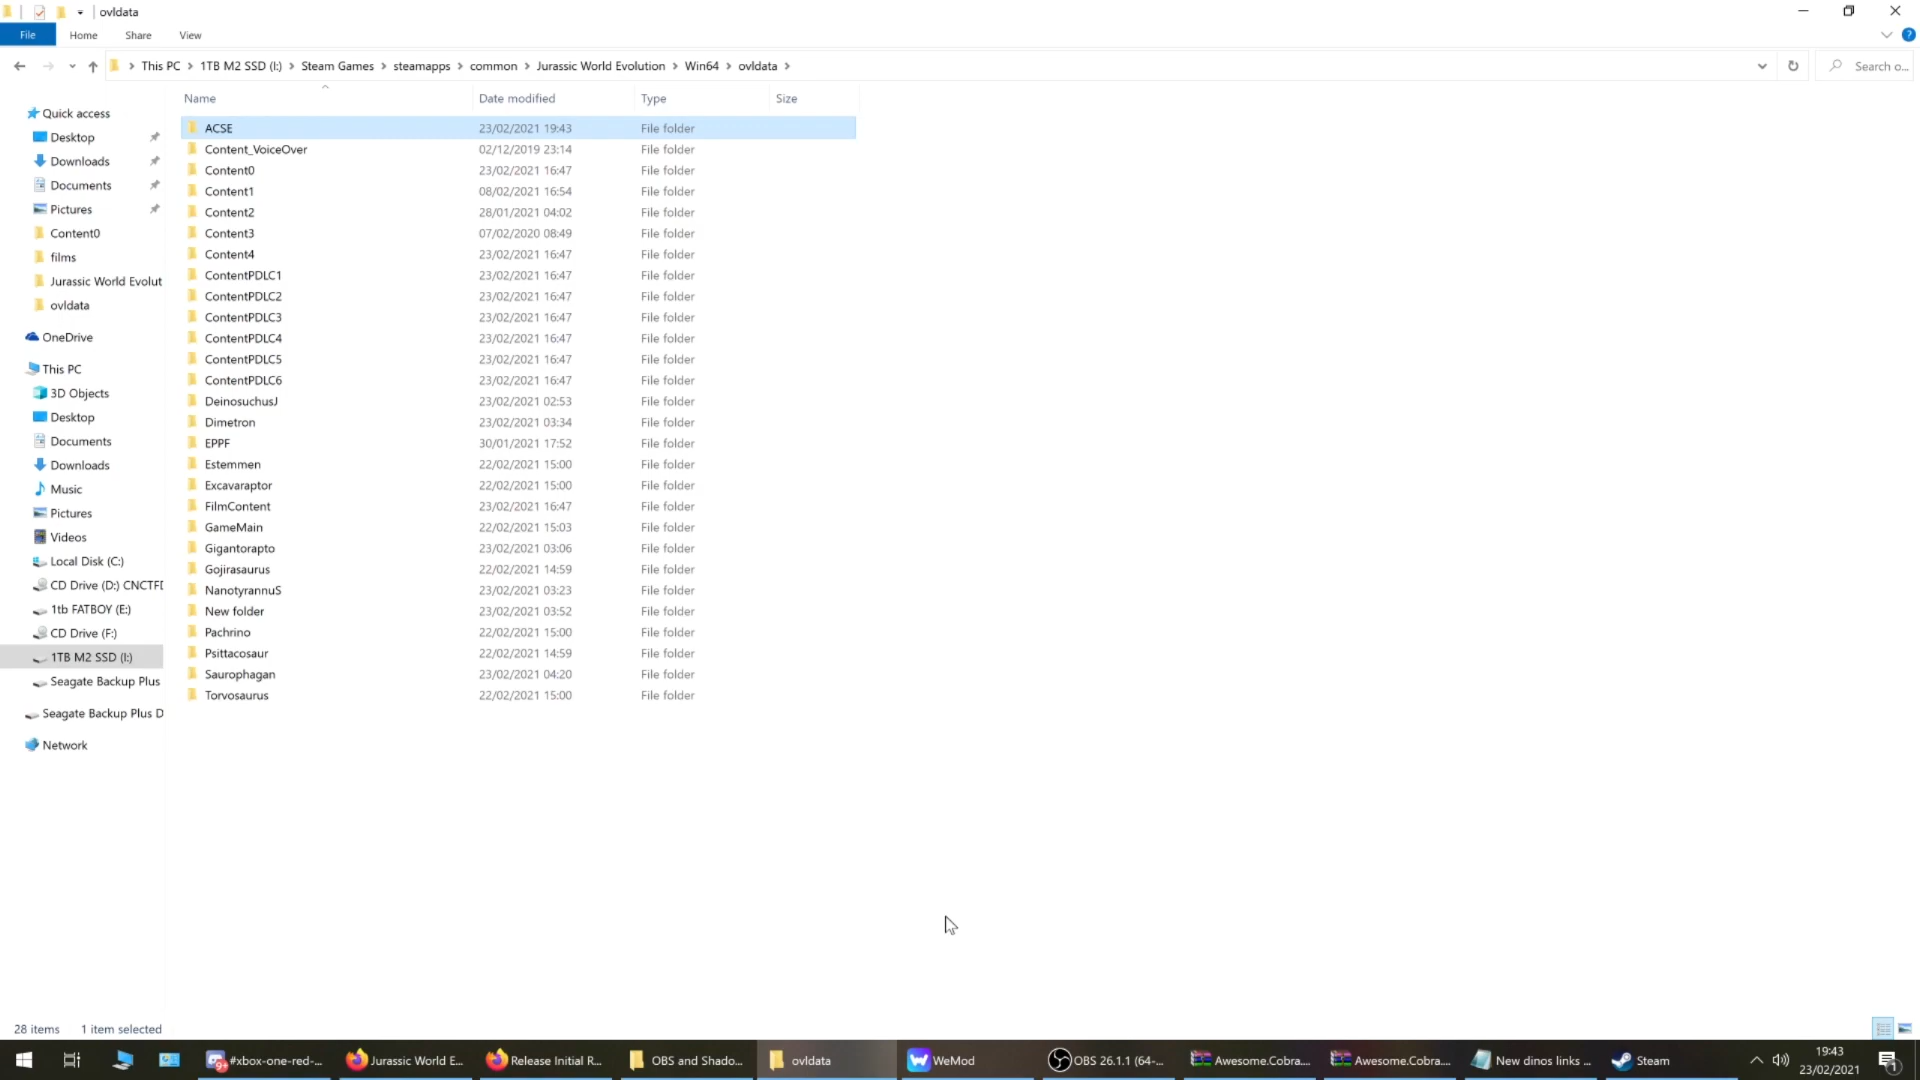 ovldata
File Home Share View
This PC 1TB M2 SSD (I:) Steam Games steamapps common Jurassic World Evolution Win64 ovldata
Search o...
Name Date modified Type Size
Quick access
Desktop
Downloads
Documents
Pictures
Content0
films
Jurassic World Evolut
ovldata
OneDrive
This PC
3D Objects
Desktop
Documents
Downloads
Music
Pictures
Videos
Local Disk (C:)
CD Drive (D:) CNCTFD
1tb FATBOY (E:)
CD Drive (F:)
1TB M2 SSD (I:)
Seagate Backup Plus
Seagate Backup Plus D
Network
ACSE 23/02/2021 19:43 File folder
Content_VoiceOver 02/12/2019 23:14 File folder
Content0 23/02/2021 16:47 File folder
Content1 08/02/2021 16:54 File folder
Content2 28/01/2021 04:02 File folder
Content3 07/02/2020 08:49 File folder
Content4 23/02/2021 16:47 File folder
ContentPDLC1 23/02/2021 16:47 File folder
ContentPDLC2 23/02/2021 16:47 File folder
ContentPDLC3 23/02/2021 16:47 File folder
ContentPDLC4 23/02/2021 16:47 File folder
ContentPDLC5 23/02/2021 16:47 File folder
ContentPDLC6 23/02/2021 16:47 File folder
DeinosuchusJ 23/02/2021 02:53 File folder
Dimetron 23/02/2021 03:34 File folder
EPPF 30/01/2021 17:52 File folder
Estemmen 22/02/2021 15:00 File folder
Excavaraptor 22/02/2021 15:00 File folder
FilmContent 23/02/2021 16:47 File folder
GameMain 22/02/2021 15:03 File folder
Gigantorapto 23/02/2021 03:06 File folder
Gojirasaurus 22/02/2021 14:59 File folder
NanotyrannuS 23/02/2021 03:23 File folder
New folder 23/02/2021 03:52 File folder
Pachrino 22/02/2021 15:00 File folder
Psittacosaur 22/02/2021 14:59 File folder
Saurophagan 23/02/2021 04:20 File folder
Torvosaurus 22/02/2021 15:00 File folder
28 items 1 item selected
#xbox-one-red-... Jurassic World E... Release Initial R... OBS and Shado... ovldata WeMod OBS 26.1.1 (64-... Awesome.Cobra... Awesome.Cobra... New dinos links ... Steam
19:43
23/02/2021